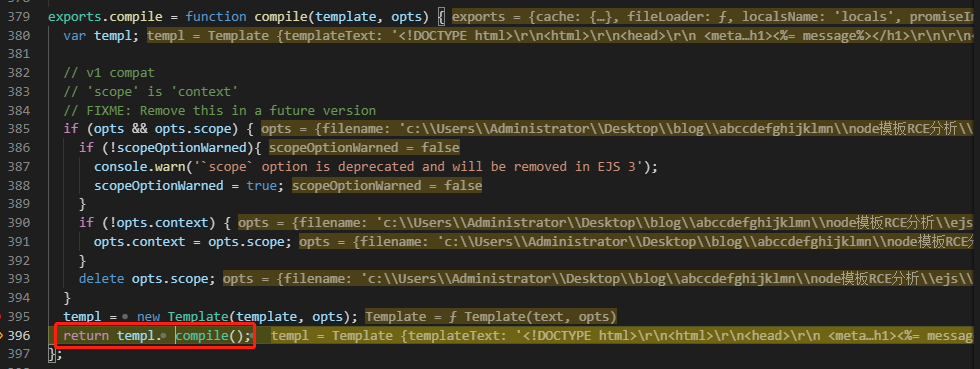 379 exports.compile = function compile(template, opts) { exports = {cache: {…}, fileLoader: ƒ, localsName: 'locals', promiseIm
380 var templ; templ = Template {templateText: '<!DOCTYPE html>\r\n<html>\r\n<head>\r\n <meta…h1><%= message%></h1>\r\n\r\n<
381
382 // v1 compat
383 // 'scope' is 'context'
384 // FIXME: Remove this in a future version
385 if (opts && opts.scope) { opts = {filename: 'c:\\Users\\Administrator\\Desktop\\blog\\abccdefghijklmn\\node模板RCE分析\\
386 if (!scopeOptionWarned){ scopeOptionWarned = false
387 console.warn('`scope` option is deprecated and will be removed in EJS 3');
388 scopeOptionWarned = true; scopeOptionWarned = false
389 }
390 if (!opts.context) { opts = {filename: 'c:\\Users\\Administrator\\Desktop\\blog\\abccdefghijklmn\\node模板RCE分析\\ejs
391 opts.context = opts.scope; opts = {filename: 'c:\\Users\\Administrator\\Desktop\\blog\\abccdefghijklmn\\node模板RCE分
392 }
393 delete opts.scope; opts = {filename: 'c:\\Users\\Administrator\\Desktop\\blog\\abccdefghijklmn\\node模板RCE分析\\ejs\\
394 }
395 templ = new Template(template, opts); Template = ƒ Template(text, opts)
396 return templ. compile(); templ = Template {templateText: '<!DOCTYPE html>\r\n<html>\r\n<head>\r\n <meta…h1><%= messag
397 };